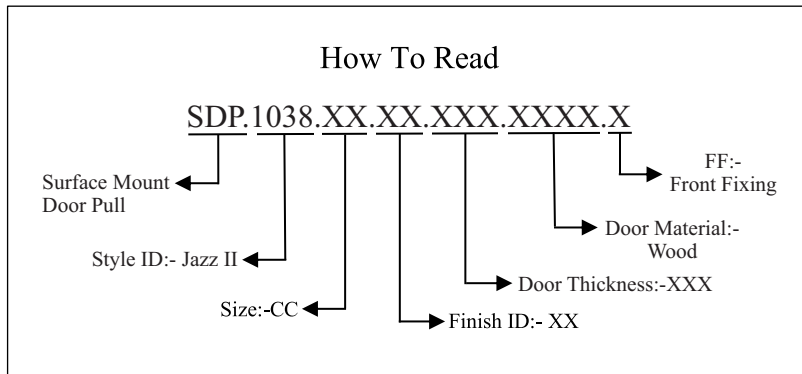 How To Read
SDP.1038.XX.XX.XXX.XXXX.X
FF:-
Front Fixing
Surface Mount
Door Pull
Door Material:-
Wood
Style ID:- Jazz II
Door Thickness:-XXX
Size:-CC
Finish ID:- XX